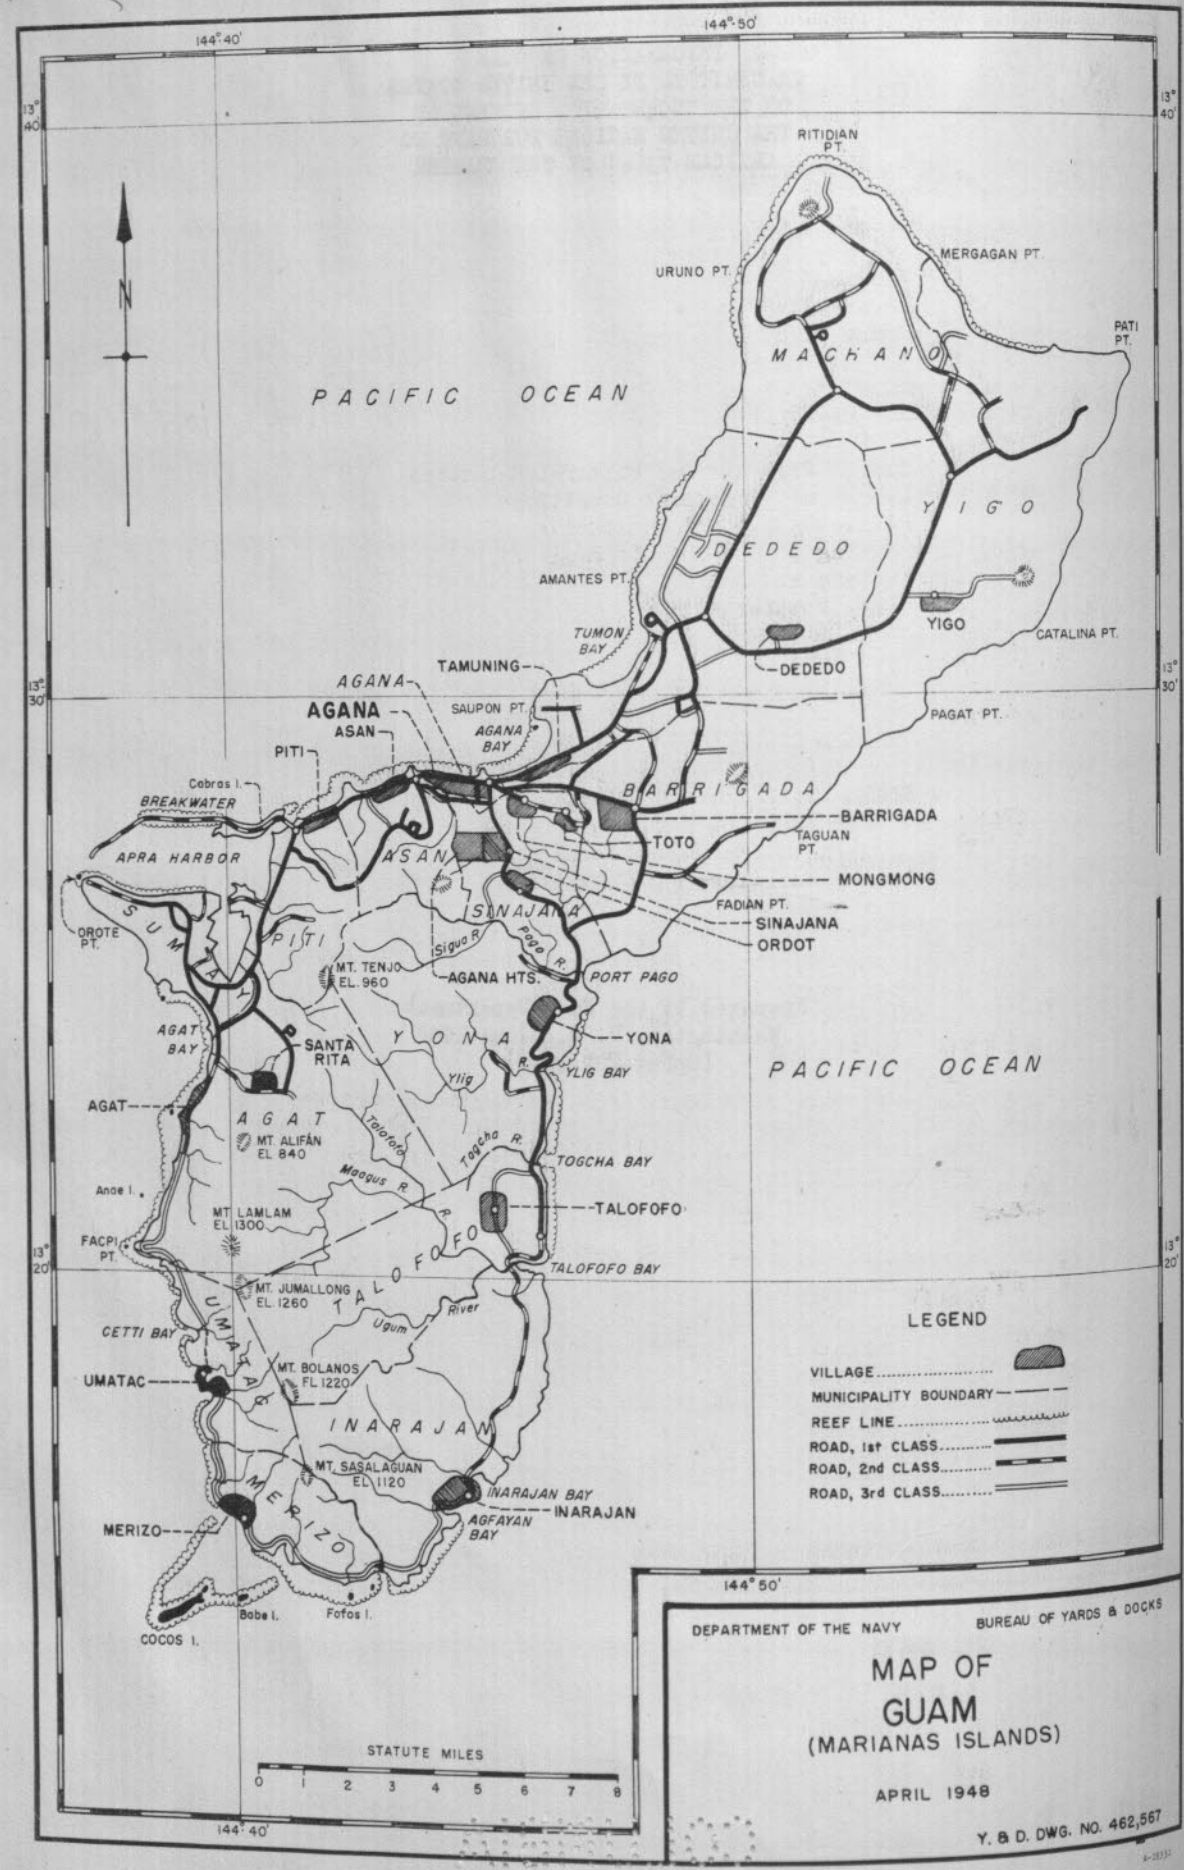 144°40'
144°50'
13°
40'
13°
40'
RITIDIAN
PT.
MERGAGAN PT.
URUNO PT.
PATI
PT.
N
MACHANO
PACIFIC OCEAN
YIGO
DEDEDO
AMANTES PT.
YIGO
TUMON
BAY
CATALINA PT.
TAMUNING
DEDEDO
13°
30'
13°
30'
AGANA
AGANA
SAUPON PT.
PAGAT PT.
ASAN
AGANA
BAY
PITI
Cabras I.
BARRIGADA
BREAKWATER
BARRIGADA
TAGUAN
PT.
TOTO
APRA HARBOR
ASAN
MONGMONG
FADIAN PT.
SINAJANA
SINAJANA
SUMAY
OROTE
PT.
PITI
Sigua R.
Pago R.
ORDOT
MT. TENJO
EL. 960
AGANA HTS.
PORT PAGO
AGAT
BAY
YONA
YONA
SANTA
RITA
Ylig
R.
YLIG BAY
PACIFIC OCEAN
AGAT
AGAT
Talofofo
R.
MT. ALIFÁN
EL 840
Togcha R.
TOGCHA BAY
Maagus R.
Anae I.
MT. LAMLAM
EL 1300
TALOFOFO
FACPI
PT.
13°
20'
13°
20'
TALOFOFO BAY
MT. JUMALLONG
EL. 1260
TALOFOFO
Ugum River
UMATAC
CETTI BAY
LEGEND
MT. BOLANOS
FL 1220
UMATAC
VILLAGE
MUNICIPALITY BOUNDARY
INARAJAN
REEF LINE
ROAD, 1st CLASS
MT. SASALAGUAN
EL 1120
ROAD, 2nd CLASS
ROAD, 3rd CLASS
INARAJAN BAY
INARAJAN
MERIZO
AGFAYAN
BAY
MERIZO
Babe I.
Fofos I.
COCOS I.
144°50'
DEPARTMENT OF THE NAVY BUREAU OF YARDS & DOCKS
MAP OF
GUAM
(MARIANAS ISLANDS)
STATUTE MILES
0 1 2 3 4 5 6 7 8
APRIL 1948
Y. & D. DWG. NO. 462,567
144°40'